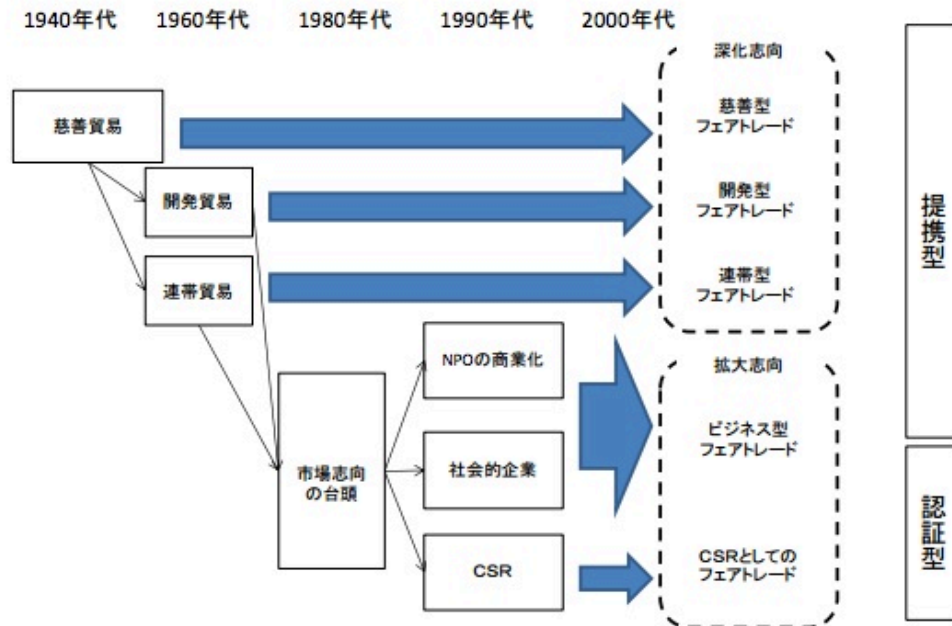 1940年代
1960年代
1980年代
1990年代
2000年代
慈善貿易
開発貿易
連帯貿易
市場志向
の台頭
NPOの商業化
社会的企業
CSR
深化志向
慈善型
フェアトレード
開発型
フェアトレード
連帯型
フェアトレード
拡大志向
ビジネス型
フェアトレード
CSRとしての
フェアトレード
提携型
認証型